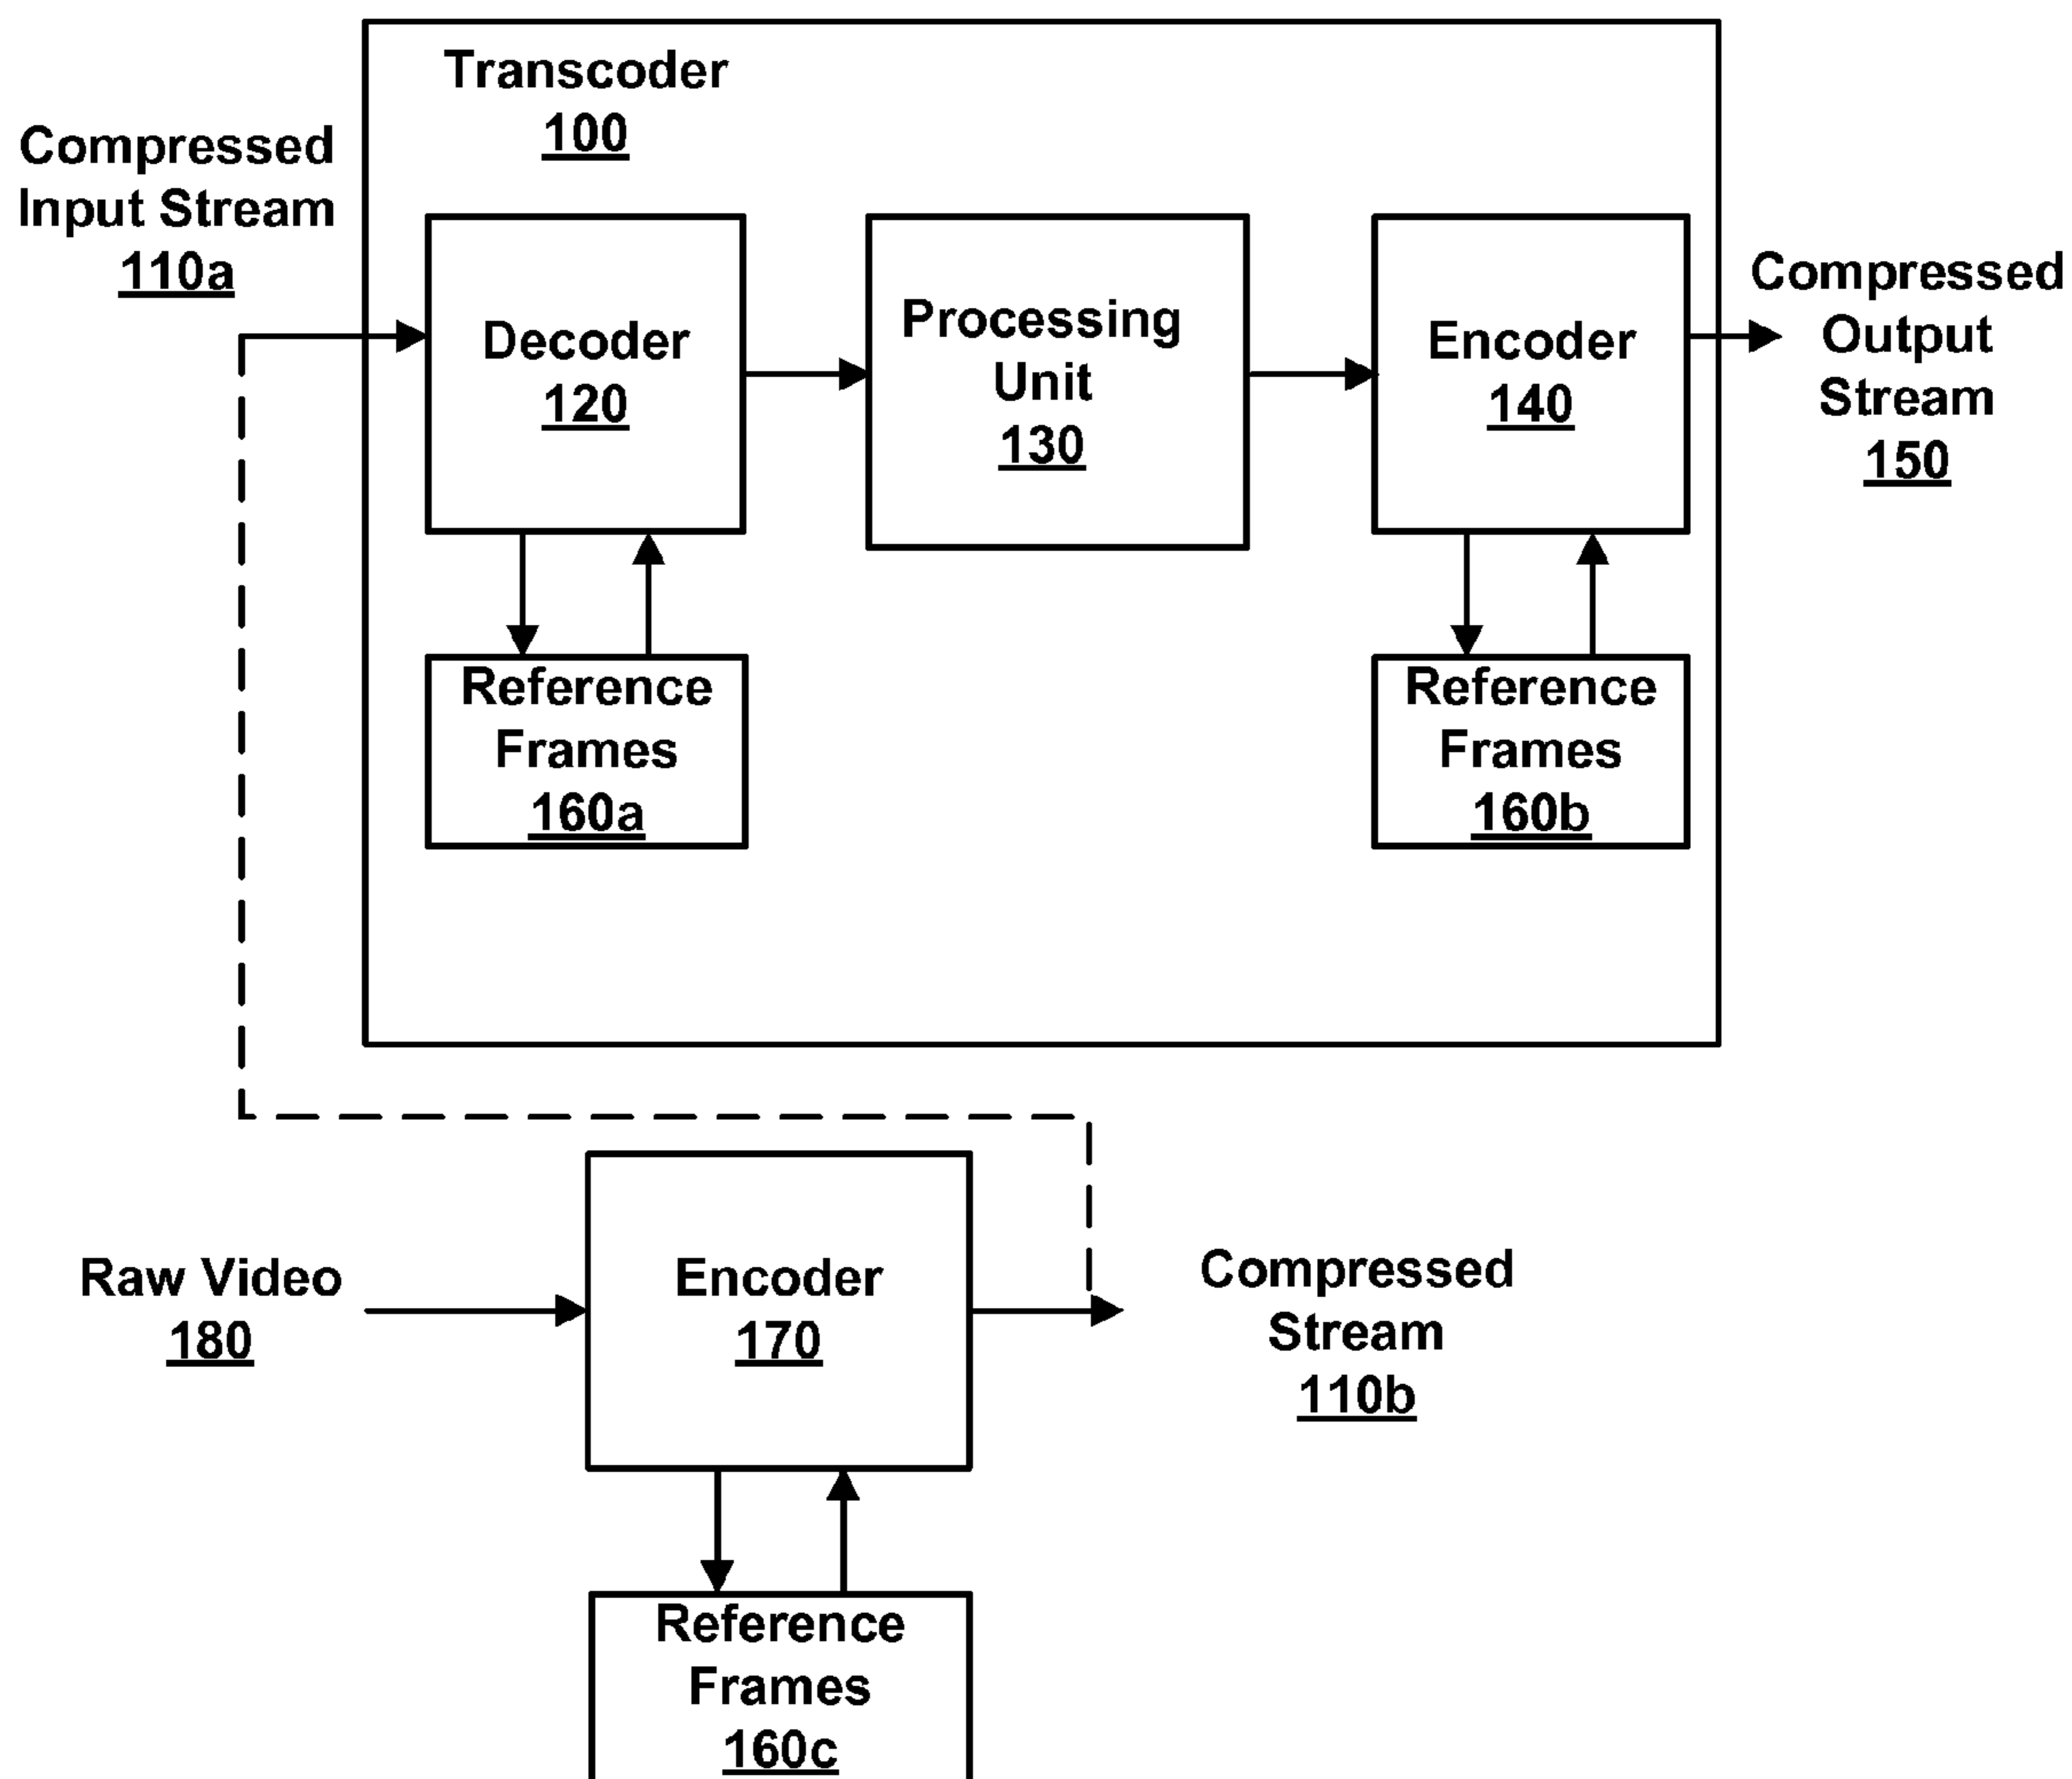 Transcoder
100
Compressed
Input Stream
110a
Decoder
120
Processing
Unit
130
Encoder
140
Compressed
Output
Stream
150
Reference
Frames
160a
Reference
Frames
160b
Raw Video
180
Encoder
170
Compressed
Stream
110b
Reference
Frames
160c